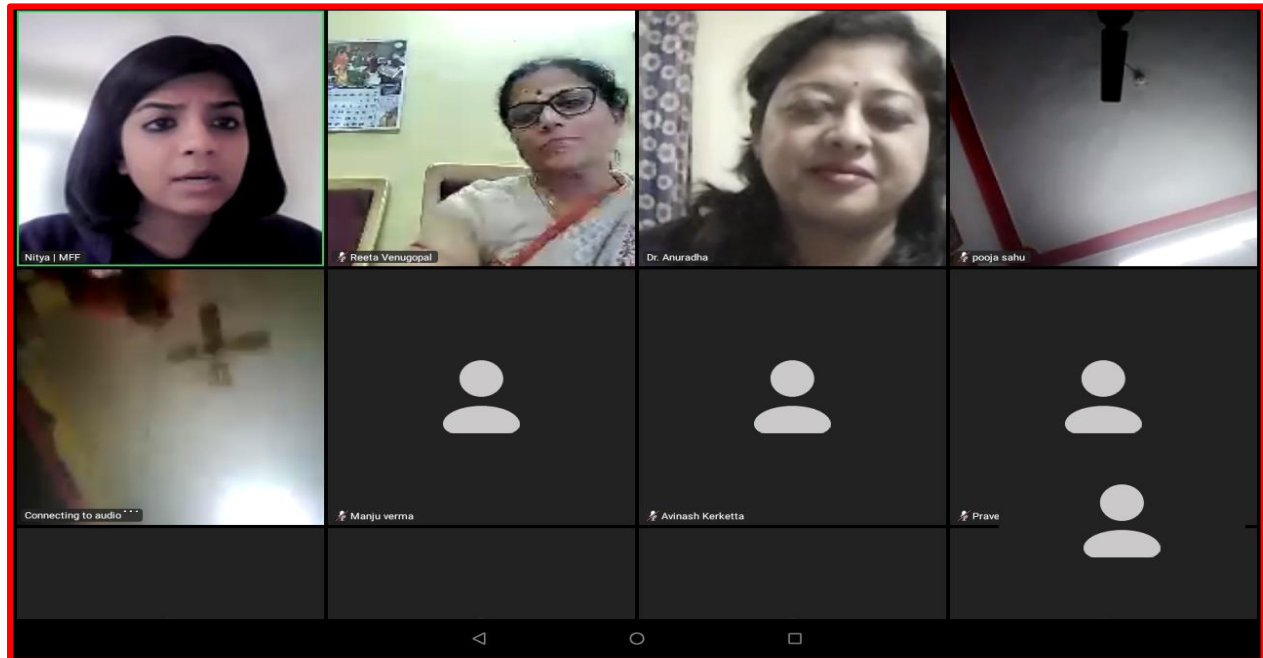 Nitya | MFF
Reeta Venugopal
Dr. Anuradha
pooja sahu
Connecting to audio ...
Manju verma
Avinash Kerketta
Prave